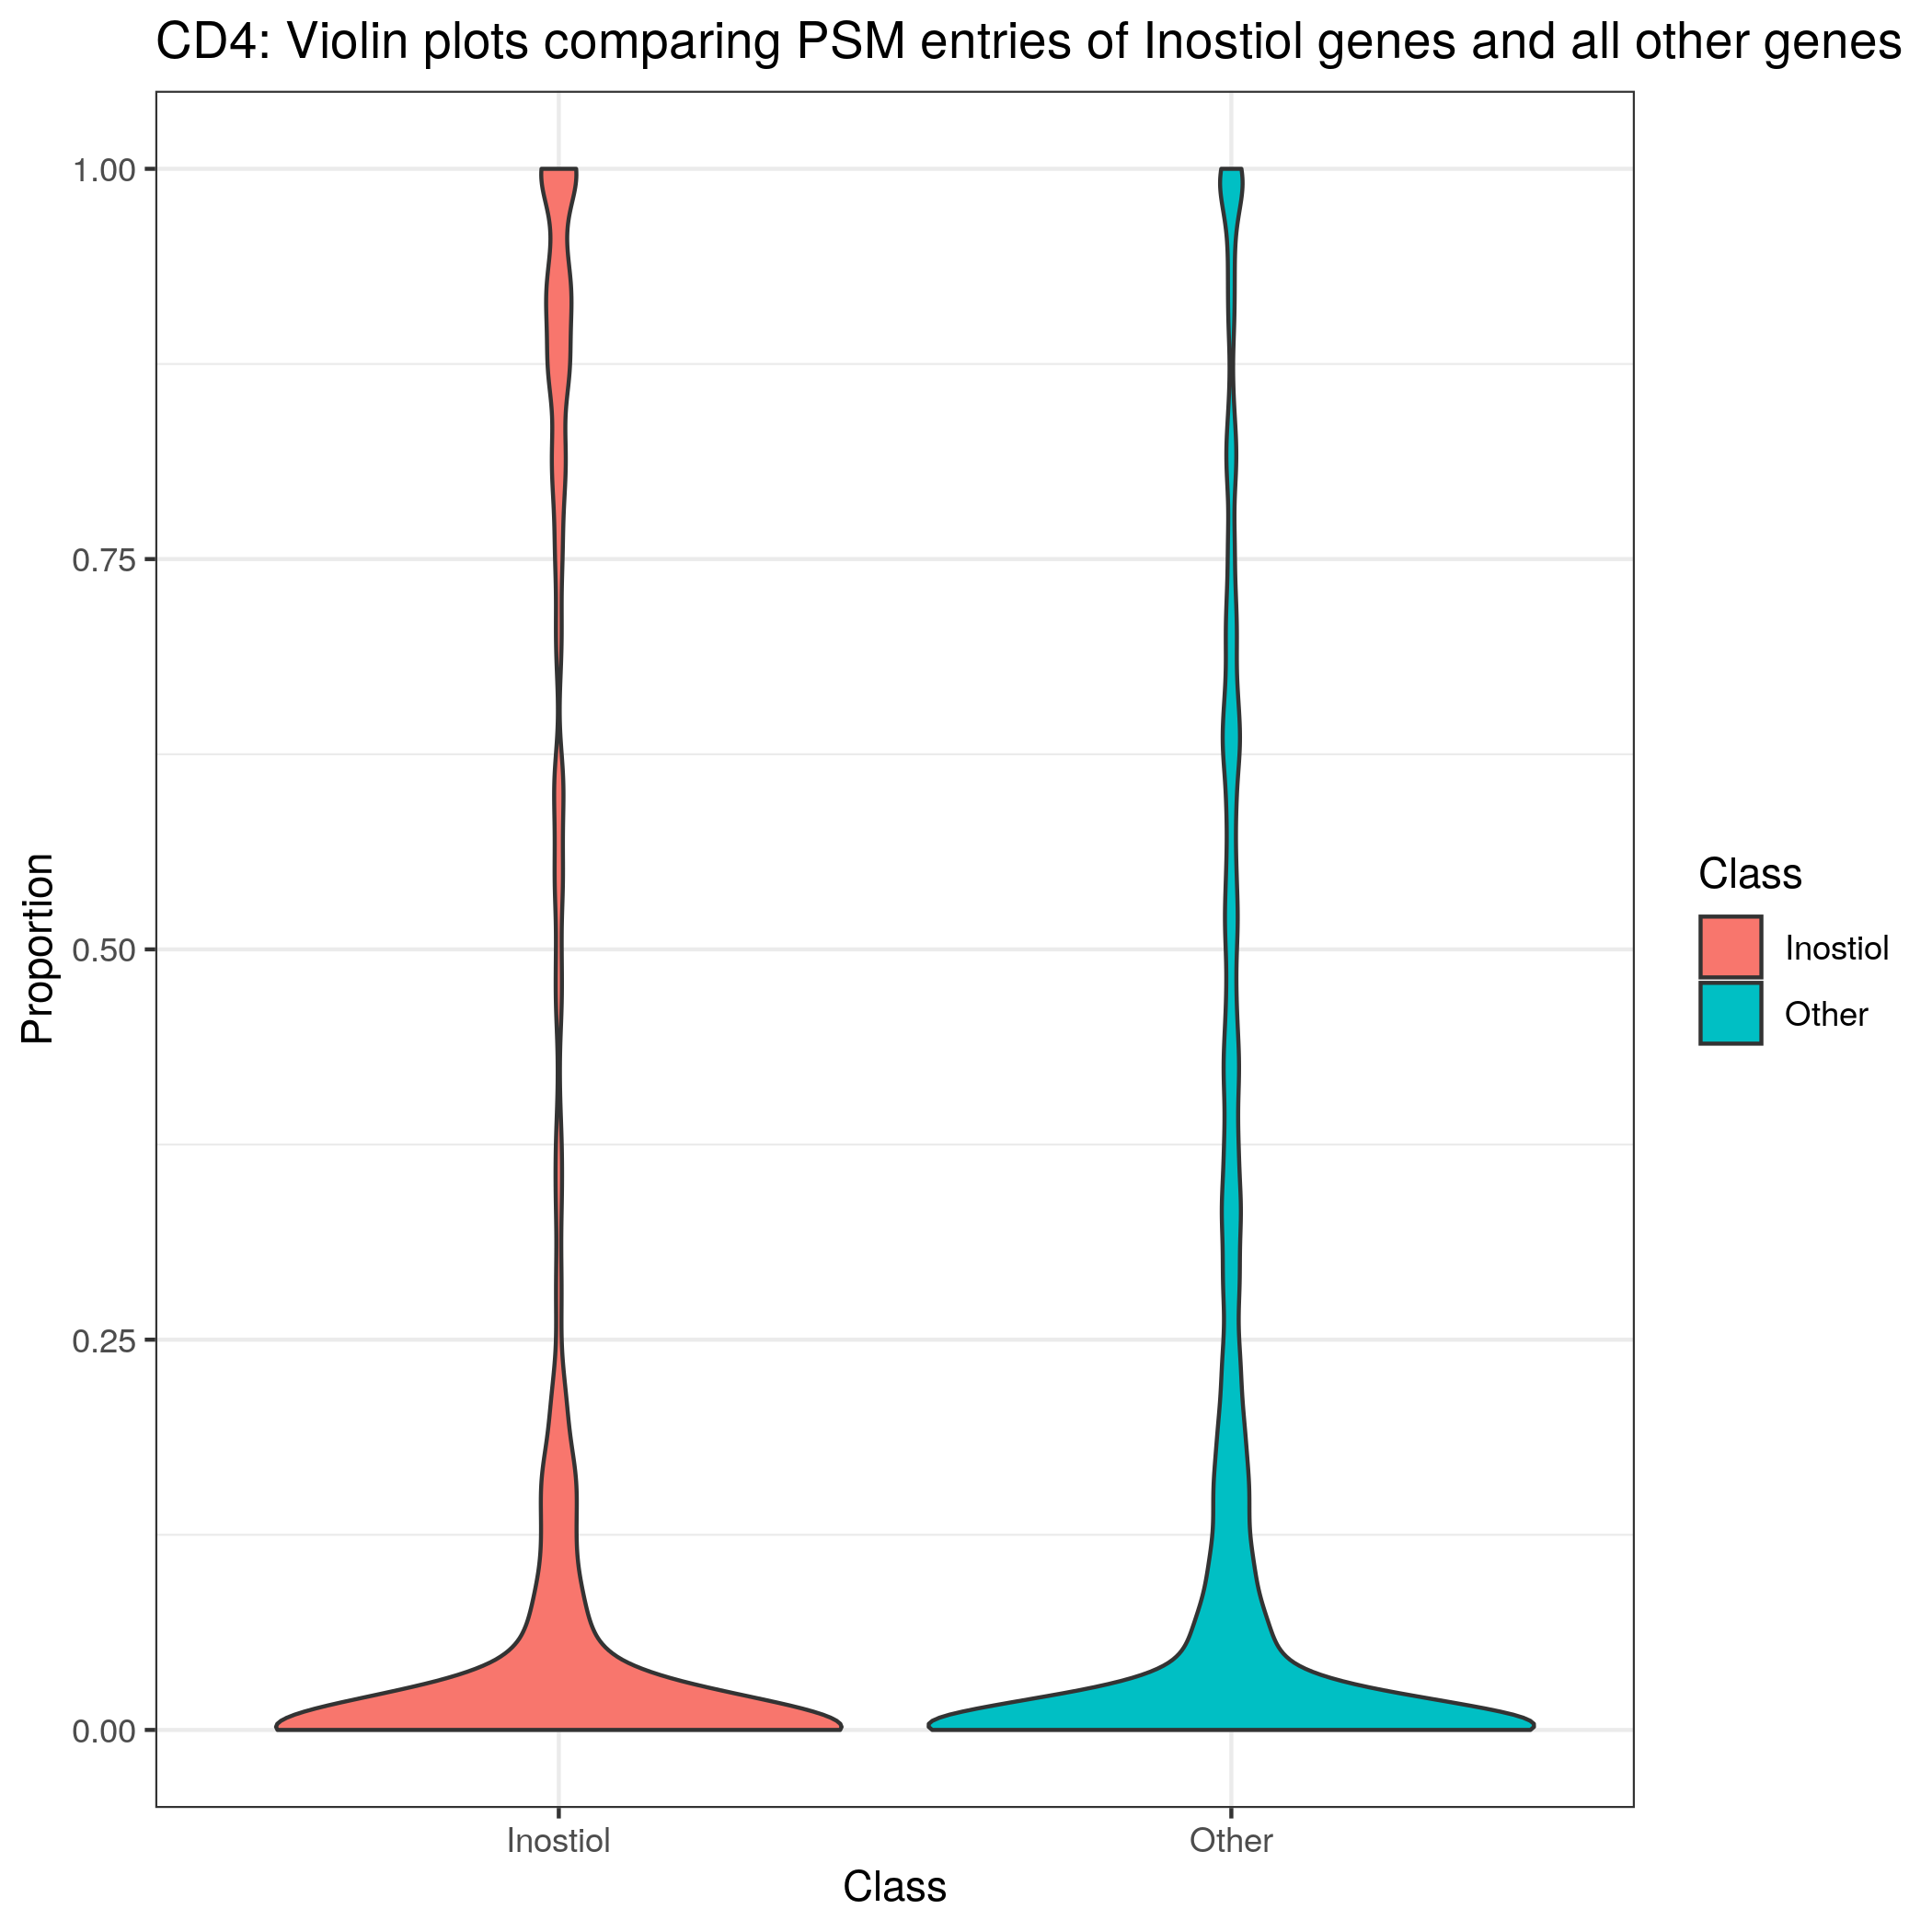 CD4: Violin plots comparing PSM entries of Inostiol genes and all other genes
1.00
0.75
0.50
0.25
0.00
Proportion
Inostiol
Other
Class
Class
Inostiol
Other